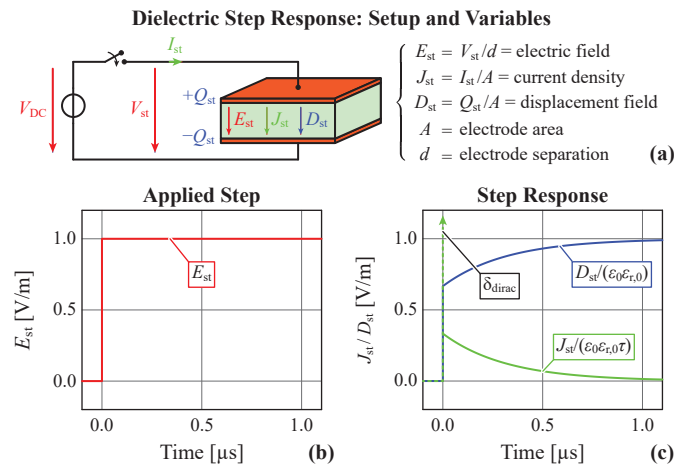 Dielectric Step Response: Setup and Variables
I_st
V_DC
V_st
+Q_st
−Q_st
E_st
J_st
D_st
E_st = V_st/d = electric field
J_st = I_st/A = current density
D_st = Q_st/A = displacement field
A = electrode area
d = electrode separation
(a)
Applied Step
E_st [V/m]
1.0
0.5
0.0
E_st
0.0 0.5 1.0
Time [µs]
(b)
Step Response
J_st / D_st [V/m]
1.0
0.5
0.0
D_st/(ε₀ε_r,0)
δ_dirac
J_st/(ε₀ε_r,0τ)
0.0 0.5 1.0
Time [µs]
(c)